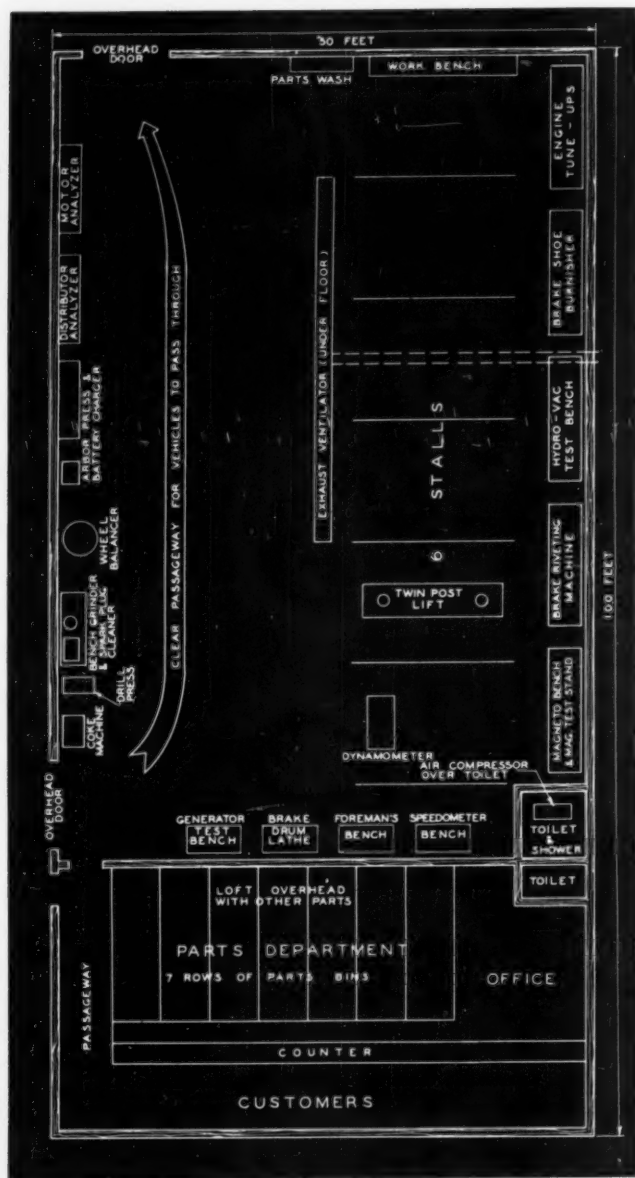 OVERHEAD
DOOR
50 FEET
PARTS WASH
WORK BENCH
ENGINE
TUNE-UPS
MOTOR
ANALYZER
DISTRIBUTOR
ANALYZER
ARBOR PRESS &
BATTERY CHARGER
WHEEL
BALANCER
BENCH GRINDER
& SPARK PLUG
CLEANER
DRILL
PRESS
COKE
MACHINE
CLEAR PASSAGEWAY FOR VEHICLES TO PASS THROUGH
EXHAUST VENTILATOR (UNDER FLOOR)
6 STALLS
BRAKE SHOE
BURNISHER
HYDRO-VAC
TEST BENCH
BRAKE RIVETING
MACHINE
MAGNETO BENCH
& MAG. TEST STAND
100 FEET
TWIN POST
LIFT
DYNAMOMETER
AIR COMPRESSOR
OVER TOILET
OVERHEAD
DOOR
GENERATOR
TEST
BENCH
BRAKE
DRUM
LATHE
FOREMAN'S
BENCH
SPEEDOMETER
BENCH
TOILET
&
SHOWER
TOILET
LOFT OVERHEAD
WITH OTHER PARTS
PARTS DEPARTMENT
7 ROWS OF PARTS BINS
OFFICE
PASSAGEWAY
COUNTER
CUSTOMERS